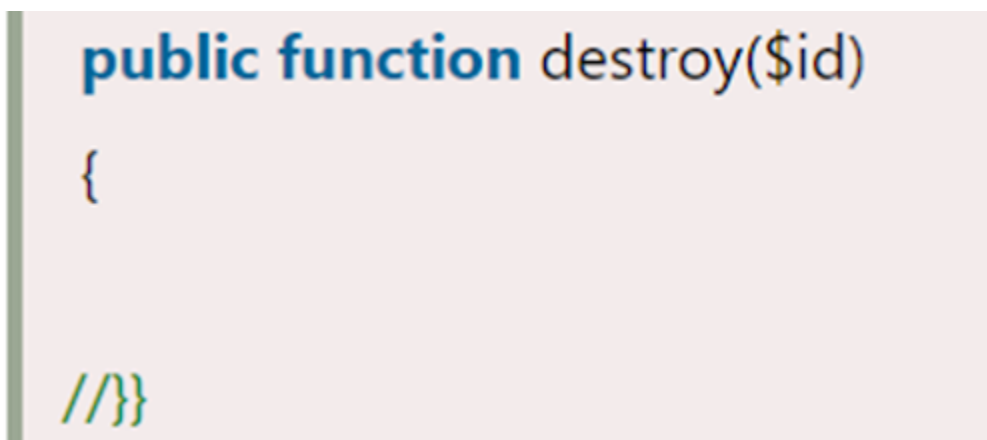 public function destroy($id)
{
//}}